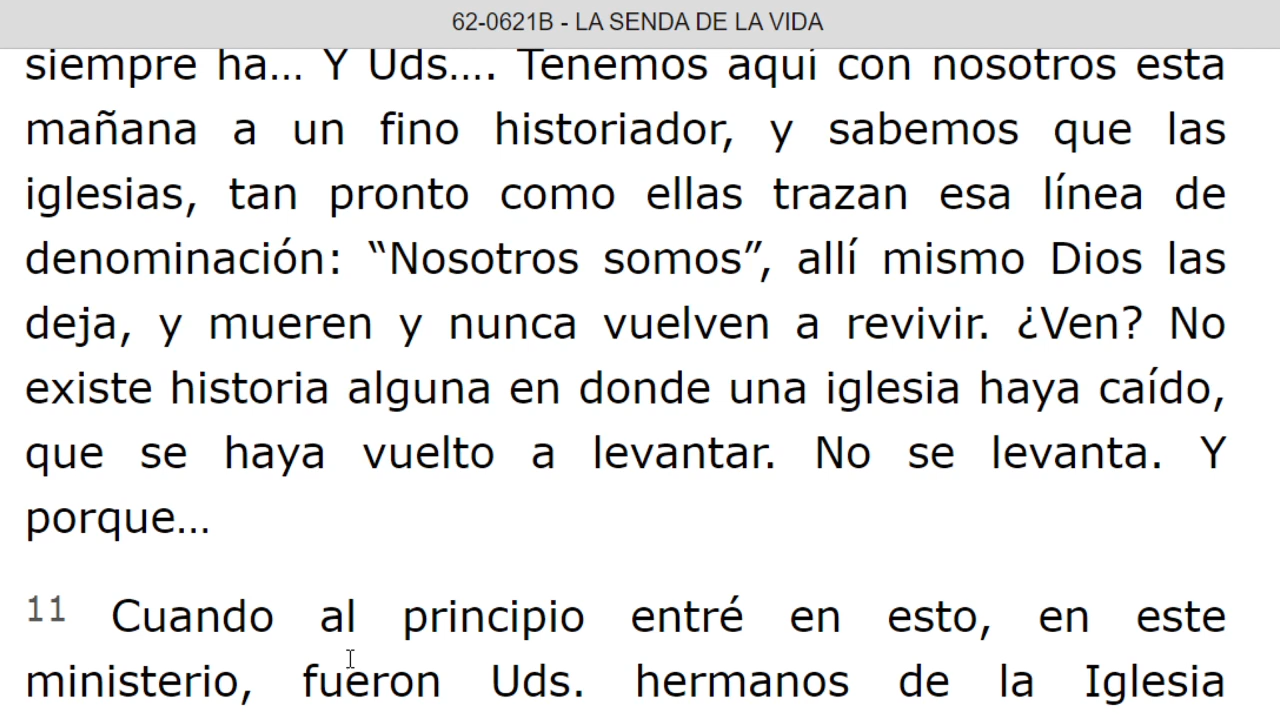 62-0621B - LA SENDA DE LA VIDA
siempre ha… Y Uds.… Tenemos aquí con nosotros esta
mañana a un fino historiador, y sabemos que las
iglesias, tan pronto como ellas trazan esa línea de
denominación: “Nosotros somos”, allí mismo Dios las
deja, y mueren y nunca vuelven a revivir. ¿Ven? No
existe historia alguna en donde una iglesia haya caído,
que se haya vuelto a levantar. No se levanta. Y
porque…
11 Cuando al principio entré en esto, en este
ministerio, fueron Uds. hermanos de la Iglesia